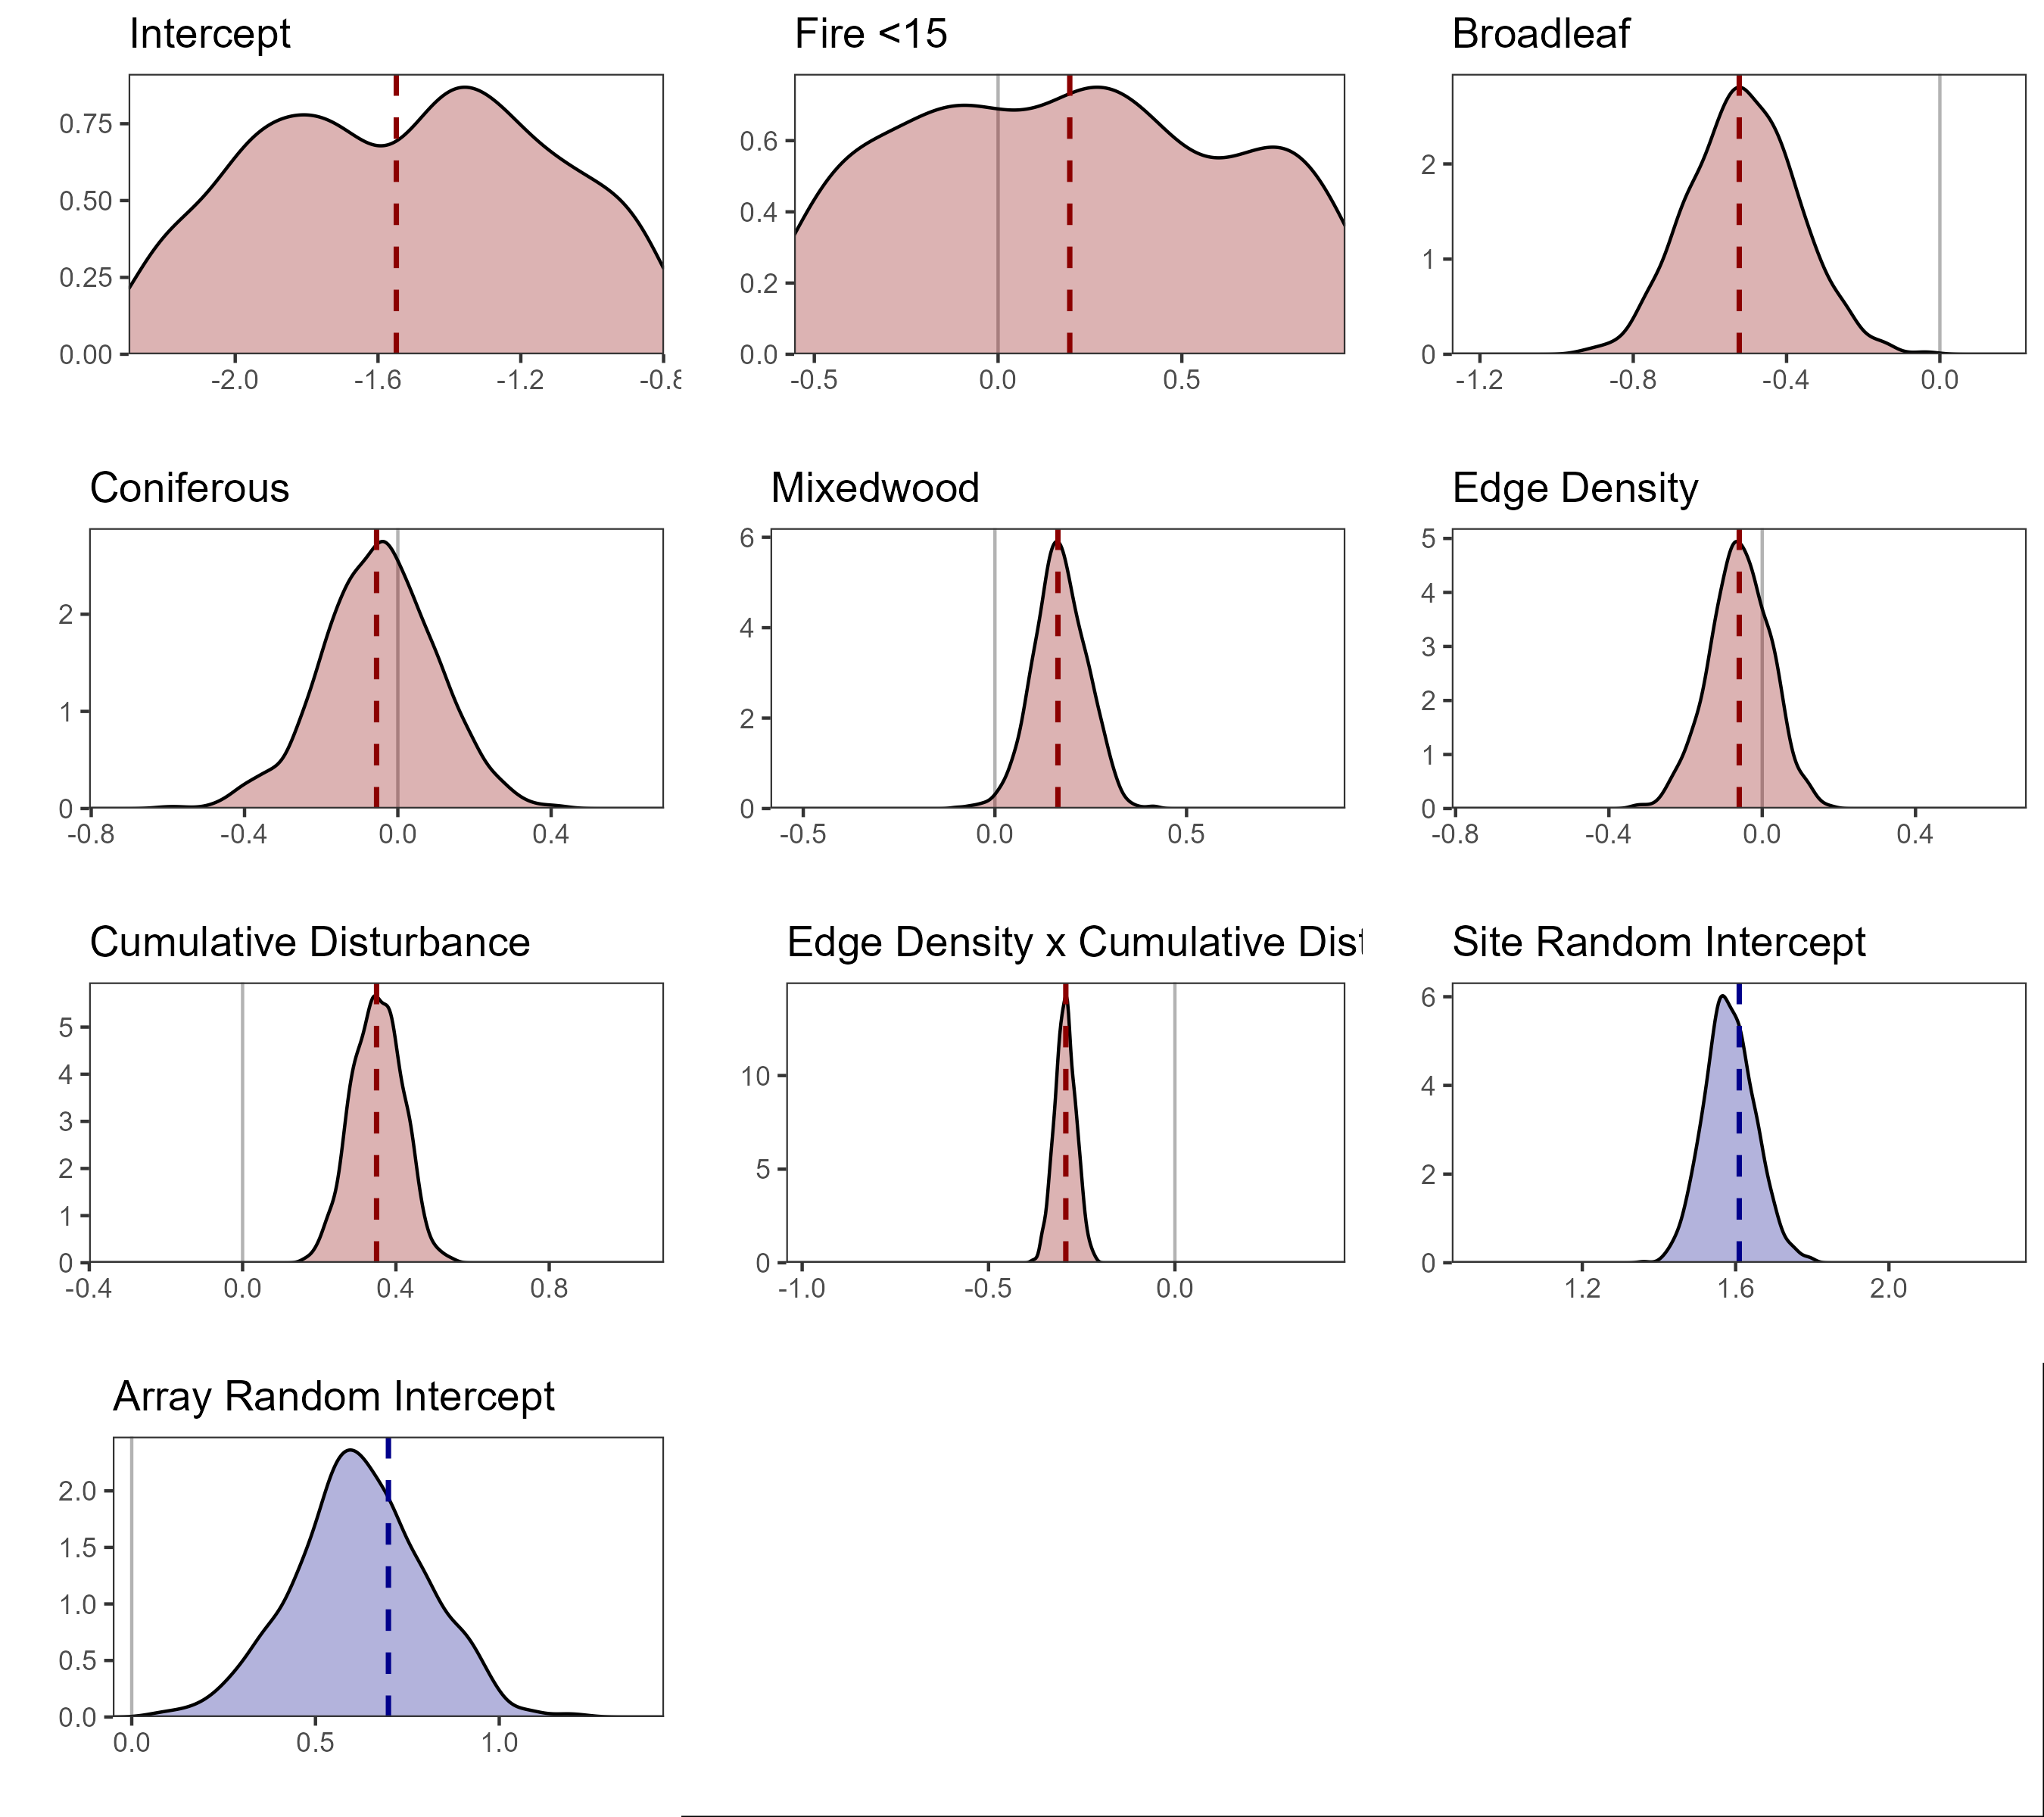 Intercept
Fire <15
Broadleaf
0.75
0.50
0.25
0.00
-2.0 -1.6 -1.2 -0.8
0.6
0.4
0.2
0.0
-0.5 0.0 0.5
2
1
0
-1.2 -0.8 -0.4 0.0
Coniferous
Mixedwood
Edge Density
2
1
0
-0.8 -0.4 0.0 0.4
6
4
2
0
-0.5 0.0 0.5
5
4
3
2
1
0
-0.8 -0.4 0.0 0.4
Cumulative Disturbance
Edge Density x Cumulative Dist
Site Random Intercept
5
4
3
2
1
0
-0.4 0.0 0.4 0.8
10
5
0
-1.0 -0.5 0.0
6
4
2
0
1.2 1.6 2.0
Array Random Intercept
2.0
1.5
1.0
0.5
0.0
0.0 0.5 1.0